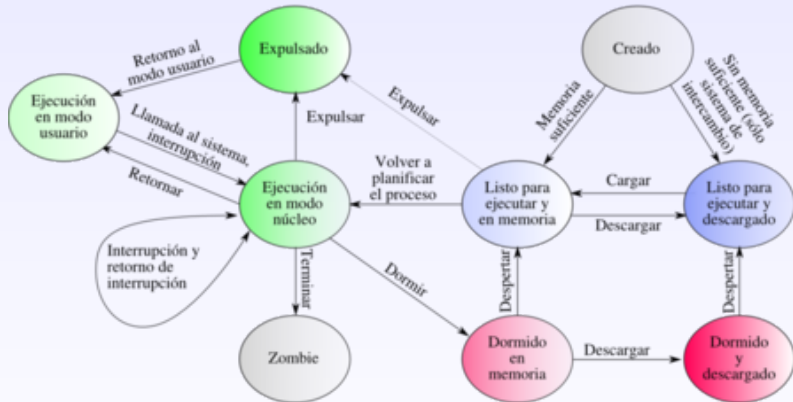 Expulsado
Creado
Retorno al
modo usuario
Ejecución
en modo
usuario
Llamada al sistema,
interrupción
Retornar
Expulsar
Expulsar
Memoria
suficiente
Sin memoria
suficiente (sólo
sistema de
intercambio)
Ejecución
en modo
núcleo
Volver a
planificar
el proceso
Listo para
ejecutar y
en memoria
Cargar
Descargar
Listo para
ejecutar y
descargado
Interrupción y
retorno de
interrupción
Terminar
Dormir
Despertar
Despertar
Zombie
Dormido
en
memoria
Descargar
Dormido
y
descargado